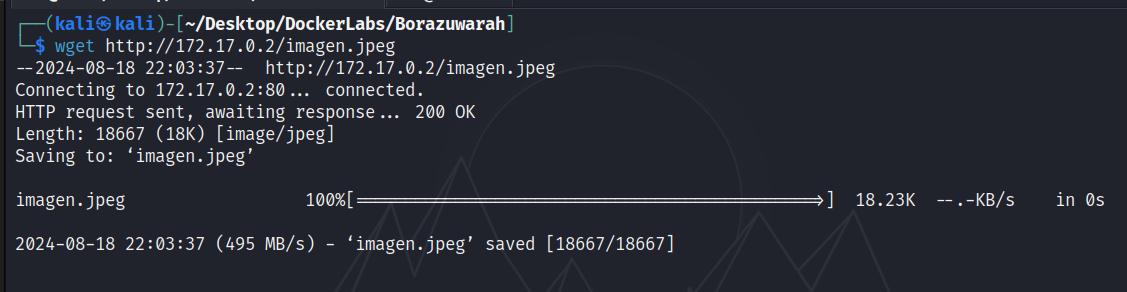 ┌──(kali㉿kali)-[~/Desktop/DockerLabs/Borazuwarah]
└─$ wget http://172.17.0.2/imagen.jpeg
--2024-08-18 22:03:37--  http://172.17.0.2/imagen.jpeg
Connecting to 172.17.0.2:80... connected.
HTTP request sent, awaiting response... 200 OK
Length: 18667 (18K) [image/jpeg]
Saving to: ‘imagen.jpeg’
imagen.jpeg 100%[==============================================>] 18.23K --.-KB/s in 0s
2024-08-18 22:03:37 (495 MB/s) - ‘imagen.jpeg’ saved [18667/18667]